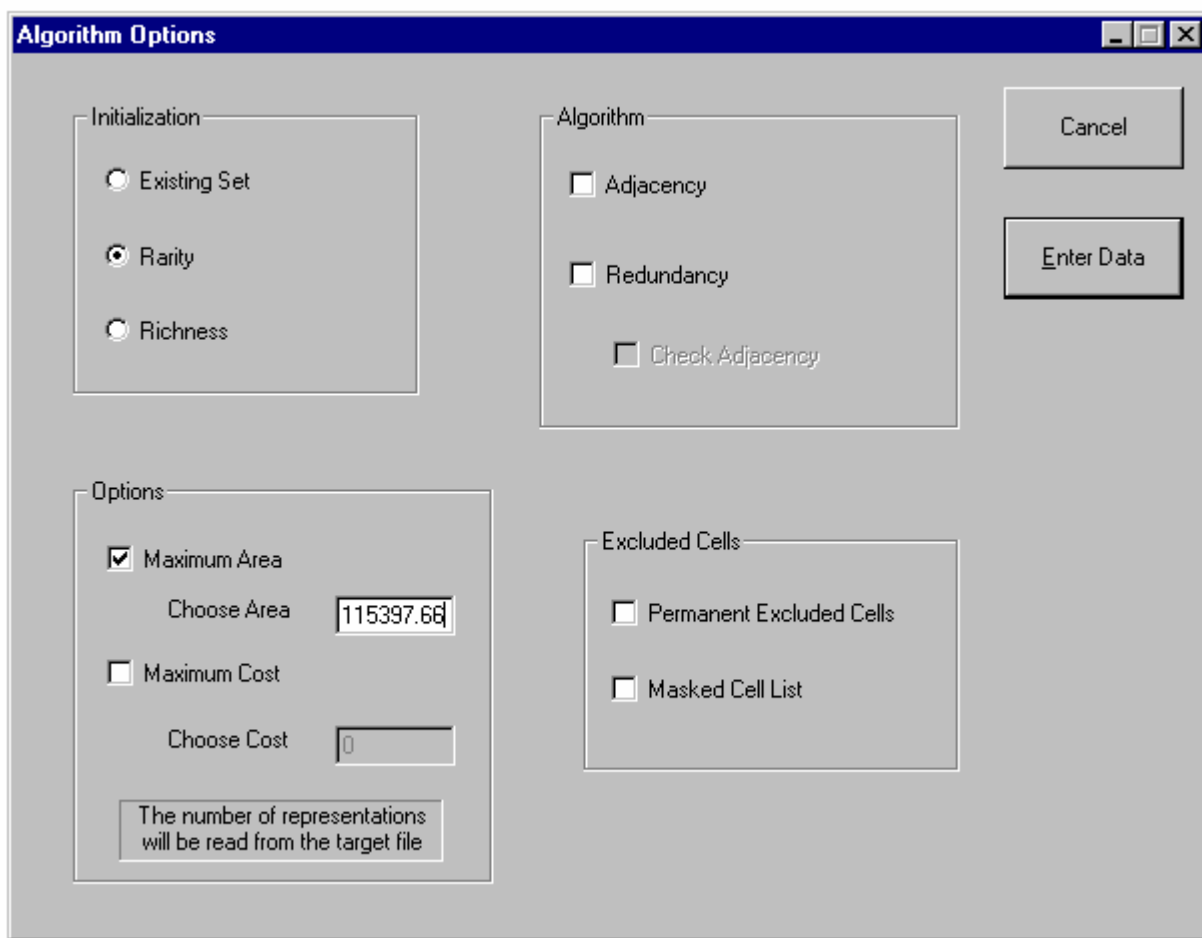 Algorithm Options
Initialization
Existing Set
Rarity
Richness
Algorithm
Adjacency
Redundancy
Check Adjacency
Cancel
Enter Data
Options
Maximum Area
Choose Area 115397.66
Maximum Cost
Choose Cost 0
The number of representations
will be read from the target file
Excluded Cells
Permanent Excluded Cells
Masked Cell List